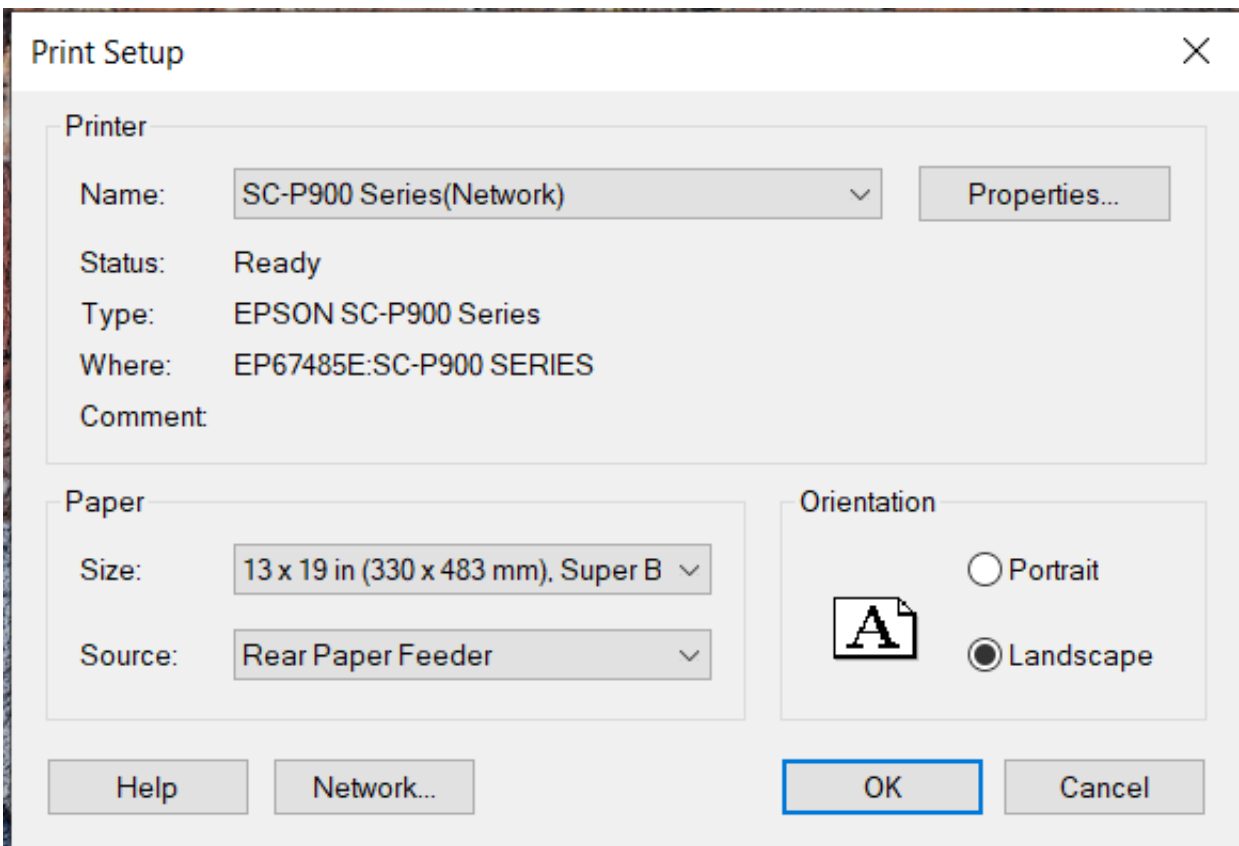 Print Setup
Printer
Name: SC-P900 Series(Network) Properties...
Status: Ready
Type: EPSON SC-P900 Series
Where: EP67485E:SC-P900 SERIES
Comment:
Paper
Size: 13 x 19 in (330 x 483 mm), Super B
Source: Rear Paper Feeder
Orientation
A
Portrait
Landscape
Help Network... OK Cancel